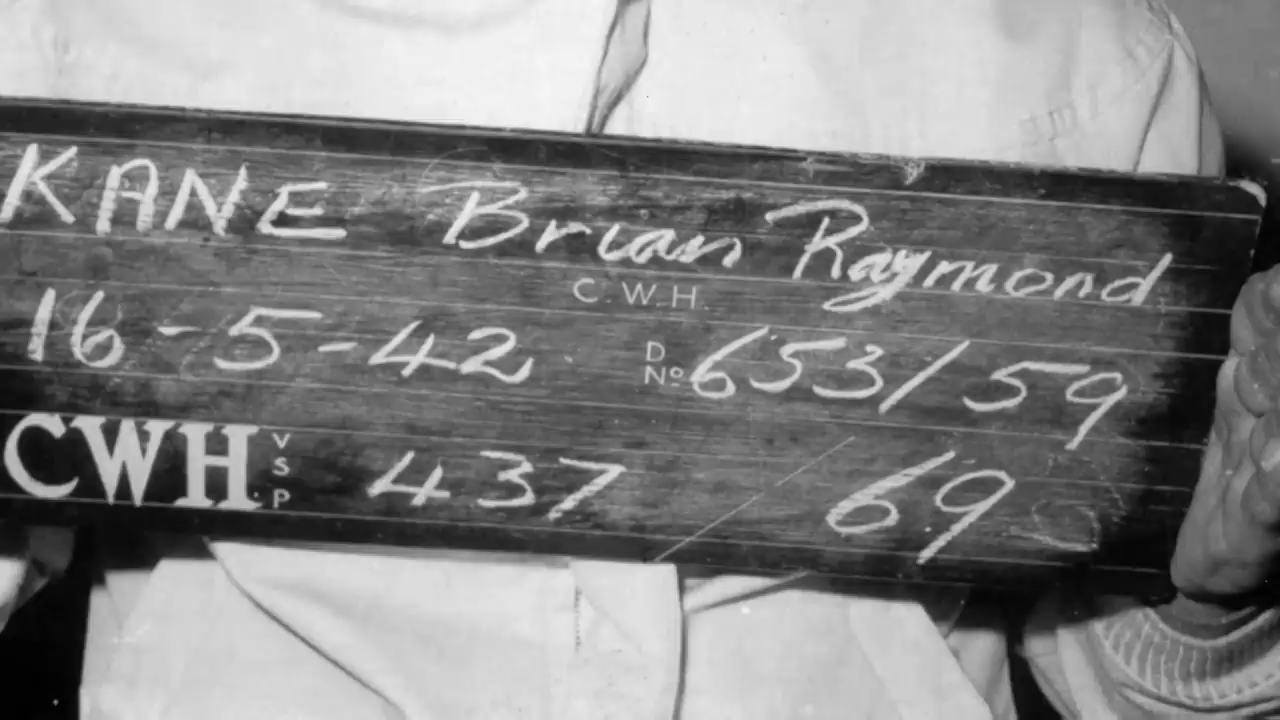 KANE Brian Raymond
C.W.H.
16-5-42 D No 653/59
CWH VSP 437 / 69